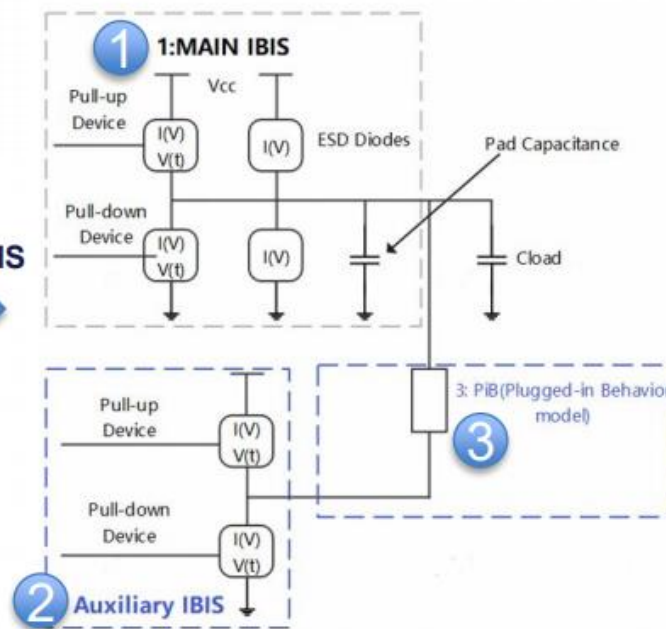 1
1:MAIN IBIS
Vcc
Pull-up
Device
I(V)
V(t)
I(V)
ESD Diodes
Pad Capacitance
Pull-down
Device
I(V)
V(t)
I(V)
Cload
IS
Pull-up
Device
I(V)
V(t)
3: PiB(Plugged-in Behavior
model)
3
Pull-down
Device
I(V)
V(t)
2
Auxiliary IBIS